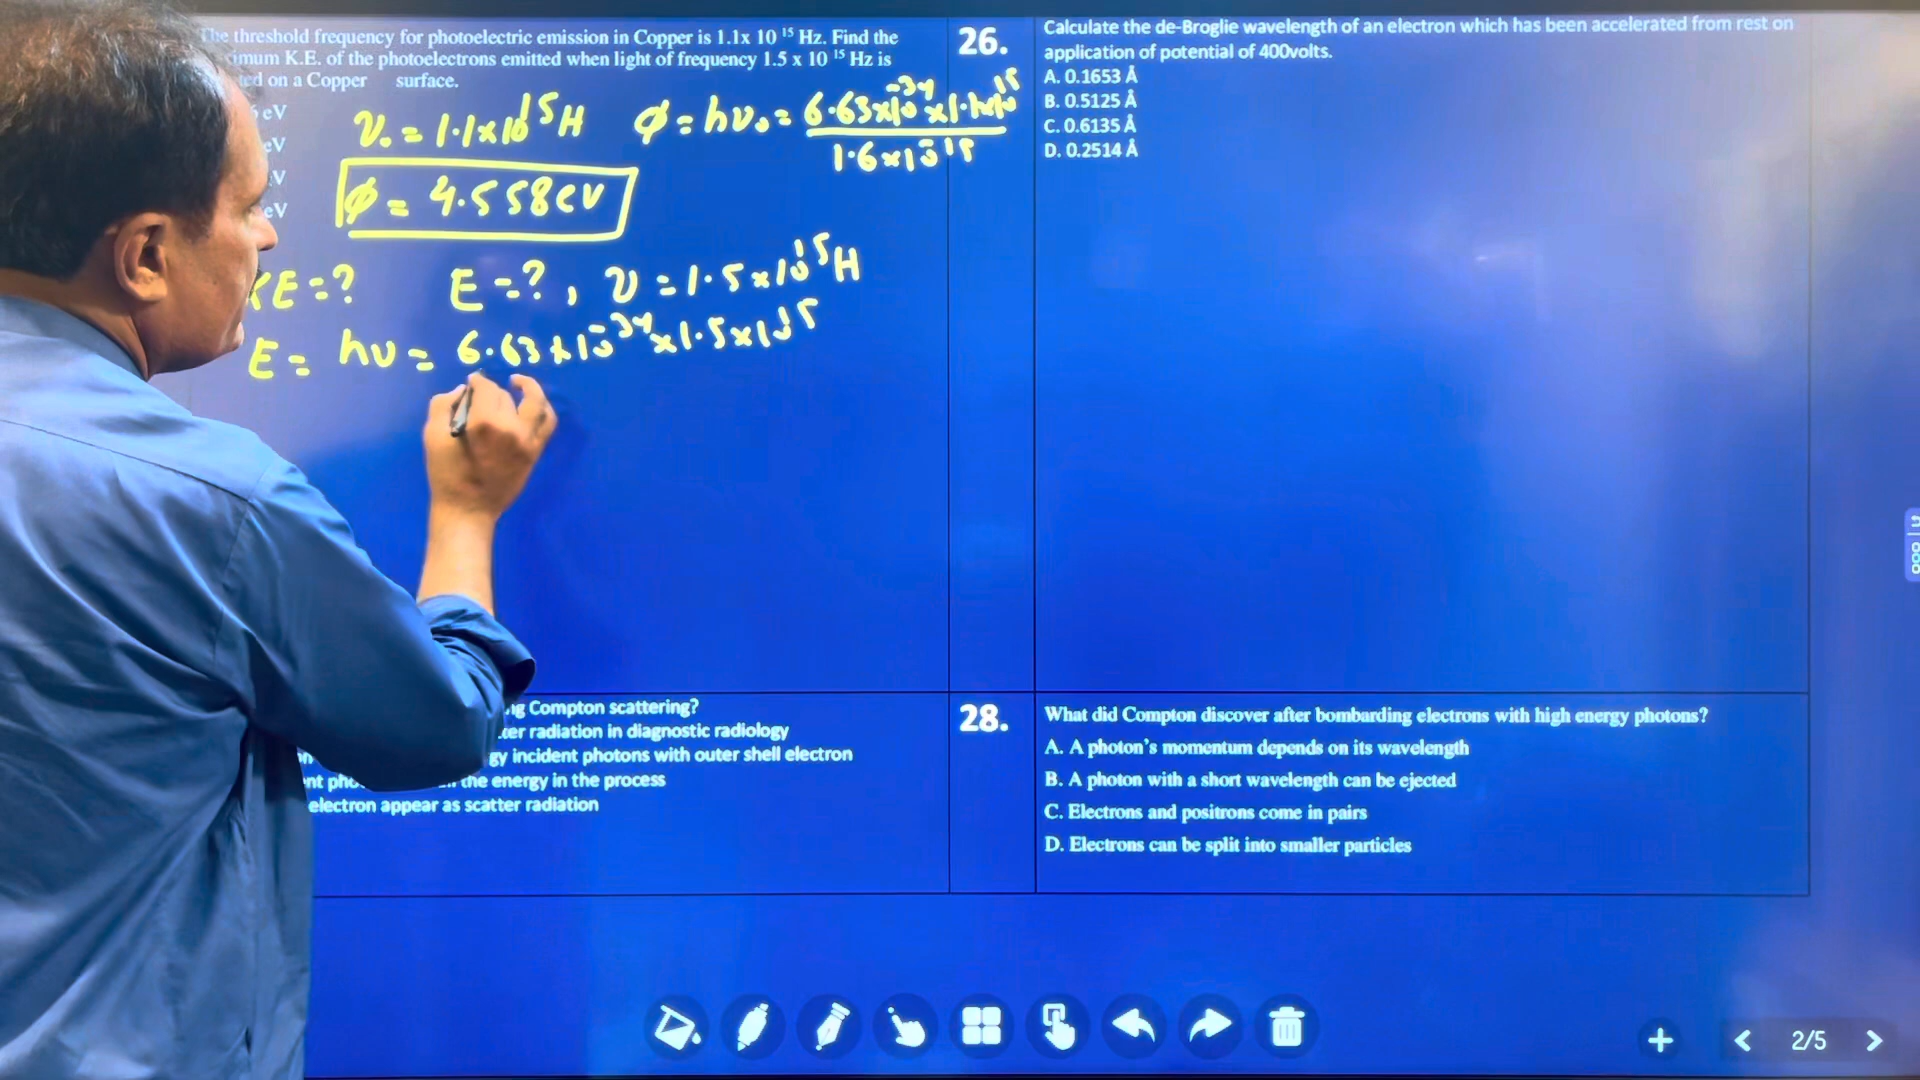 The threshold frequency for photoelectric emission in Copper is 1.1x 10 ¹⁵ Hz. Find the
K.E. of the photoelectrons emitted when light of frequency 1.5 x 10 ¹⁵ Hz is
on a Copper surface.
eV
eV
eV
ν₀ = 1.1×10¹⁵H
φ = hν₀ = 6.63×10⁻³⁴×1.1×10¹⁵
1.6×10⁻¹⁹
φ = 4.558eV
KE=? E=?, ν = 1.5×10¹⁵H
E = hν = 6.63×10⁻³⁴×1.5×10¹⁵
26.
Calculate the de-Broglie wavelength of an electron which has been accelerated from rest on
application of potential of 400volts.
A. 0.1653 Å
B. 0.5125 Å
C. 0.6135 Å
D. 0.2514 Å
Compton scattering?
radiation in diagnostic radiology
incident photons with outer shell electron
the energy in the process
electron appear as scatter radiation
28.
What did Compton discover after bombarding electrons with high energy photons?
A. A photon's momentum depends on its wavelength
B. A photon with a short wavelength can be ejected
C. Electrons and positrons come in pairs
D. Electrons can be split into smaller particles
2/5